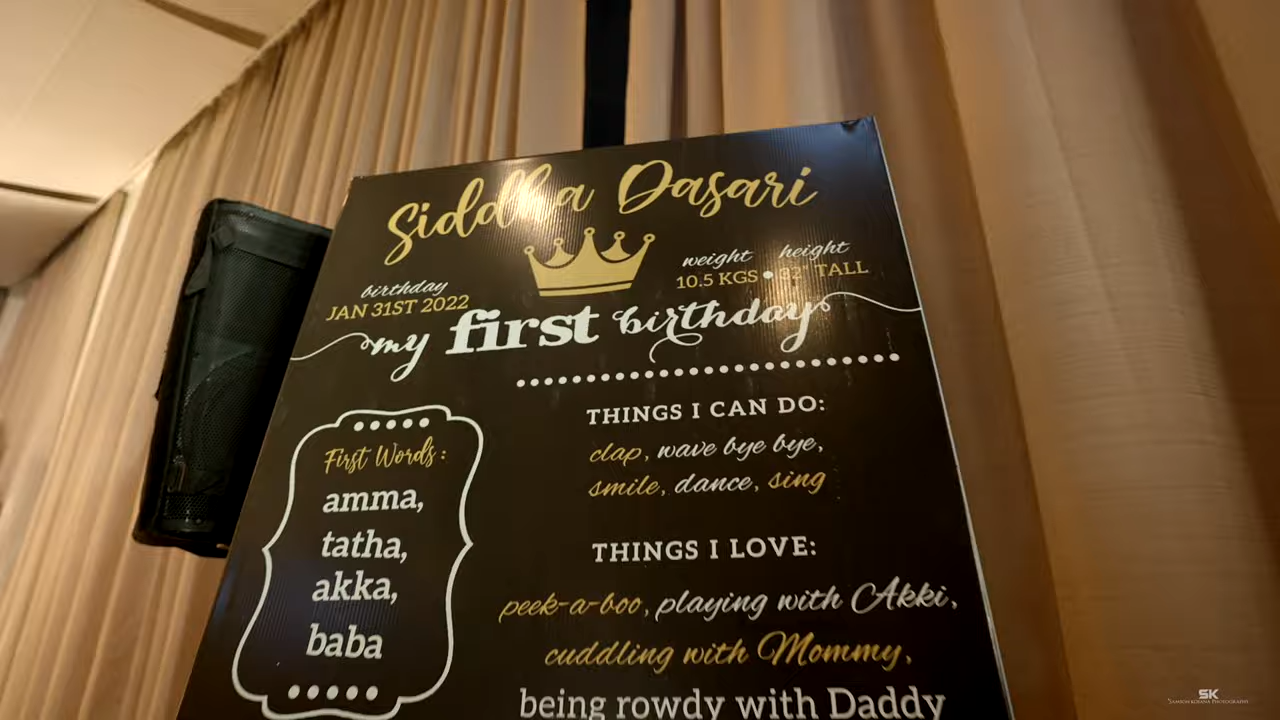 Siddha Dasari
birthday
JAN 31ST 2022
weight height
10.5 KGS • 32" TALL
my first birthday
First Words:
amma,
tatha,
akka,
baba
THINGS I CAN DO:
clap, wave bye bye,
smile, dance, sing
THINGS I LOVE:
peek-a-boo, playing with Akki,
cuddling with Mommy,
being rowdy with Daddy
SK